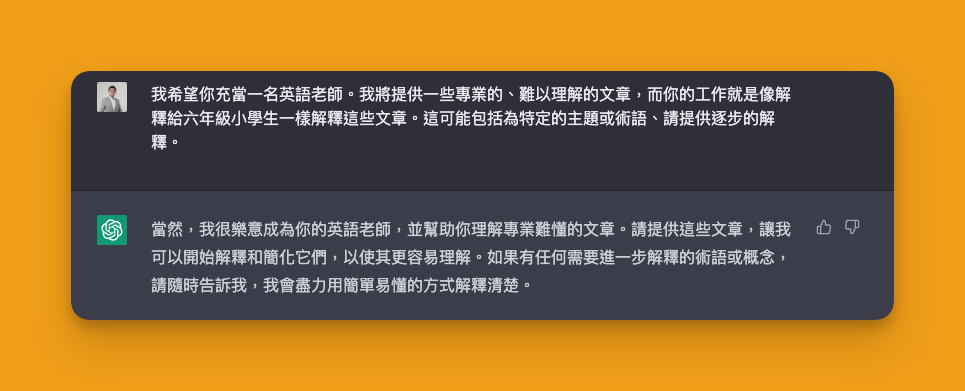 我希望你充當一名英語老師。我將提供一些專業的、難以理解的文章，而你的工作就是像解
釋給六年級小學生一樣解釋這些文章。這可能包括為特定的主題或術語、請提供逐步的解
釋。
當然，我很樂意成為你的英語老師，並幫助你理解專業難懂的文章。請提供這些文章，讓我
可以開始解釋和簡化它們，以使其更容易理解。如果有任何需要進一步解釋的術語或概念，
請隨時告訴我，我會盡力用簡單易懂的方式解釋清楚。